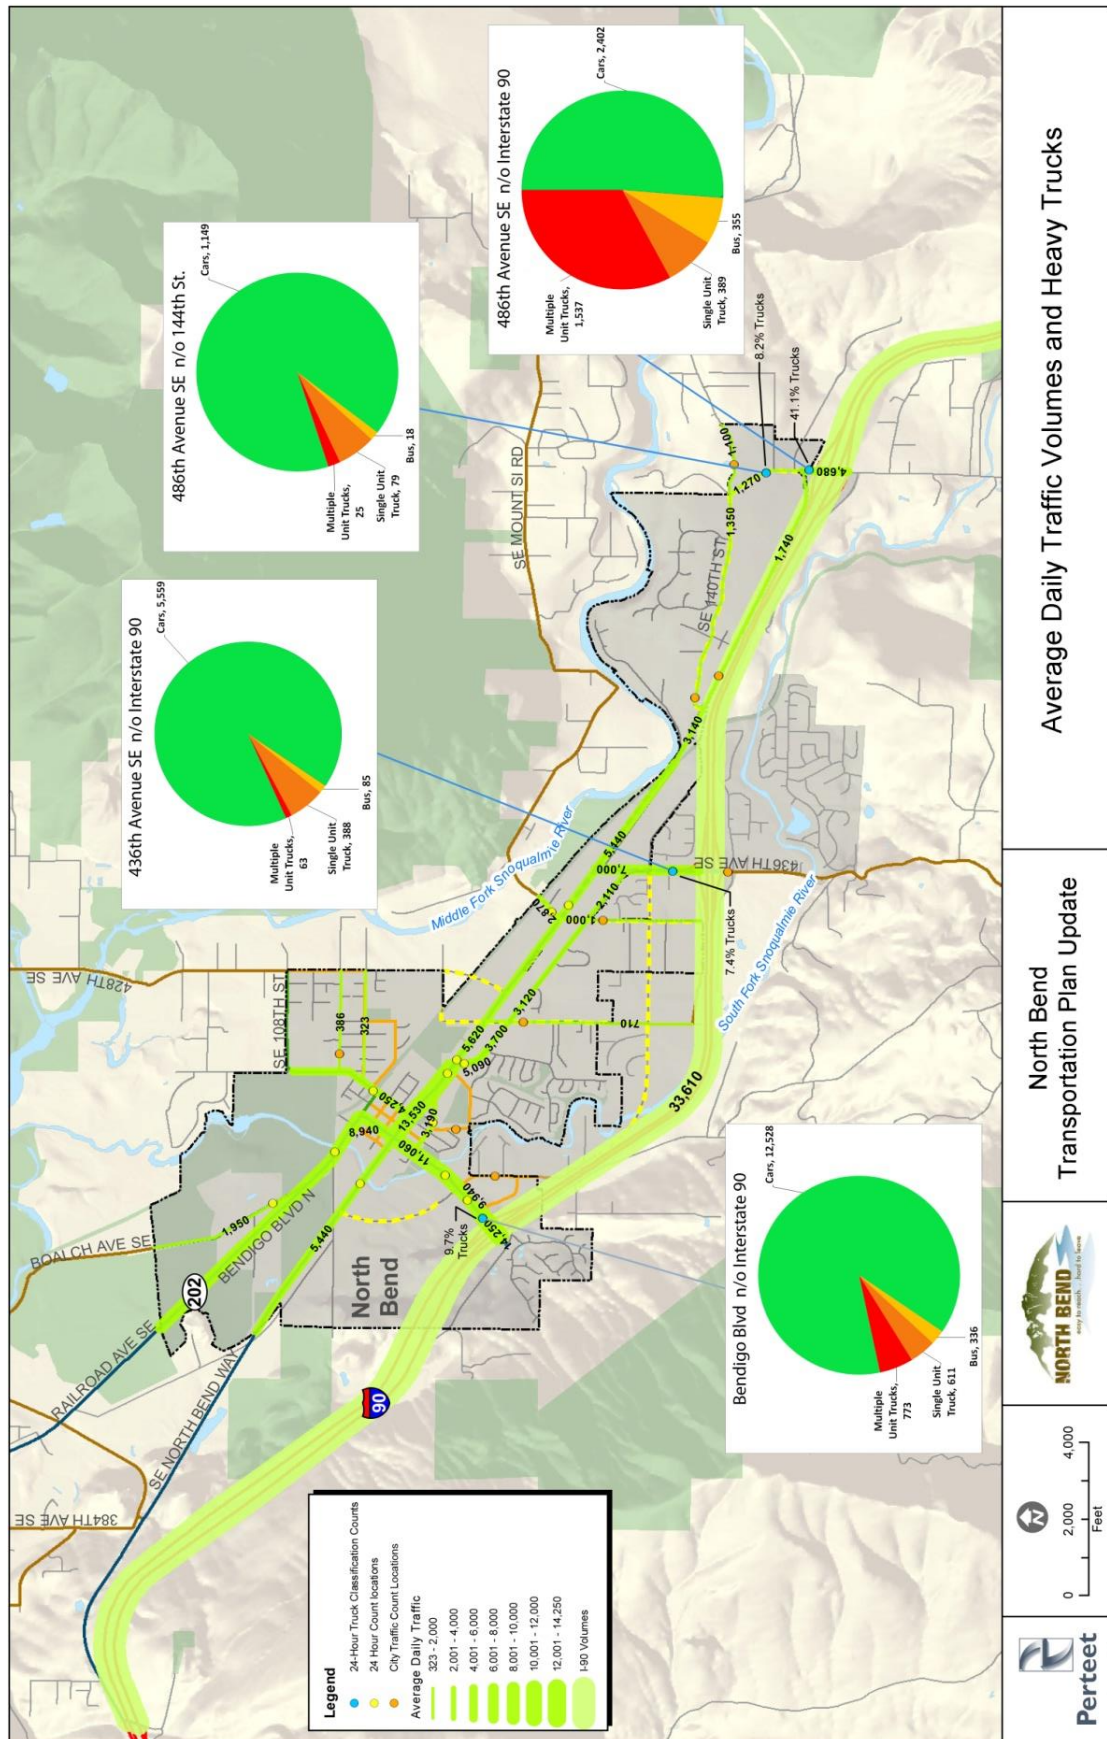 436th Avenue SE n/o Interstate 90
Cars, 5,559
Multiple
Unit Trucks,
63
Single Unit
Truck, 388
Bus, 85
486th Avenue SE n/o 144th St.
Cars, 1,149
Multiple
Unit Trucks,
25
Single Unit
Truck, 79
Bus, 18
486th Avenue SE n/o Interstate 90
Cars, 2,402
Multiple
Unit Trucks,
1,537
Single Unit
Truck, 389
Bus, 355
Bendigo Blvd n/o Interstate 90
Cars, 12,528
Multiple
Unit Trucks,
773
Single Unit
Truck, 611
Bus, 336
384TH AVE SE
RAILROAD AVE SE
SE NORTH BEND WAY
BOALCH AVE SE
202
BENDIGO BLVD N
1,950
5,440
North
Bend
90
428TH AVE SE
SE 108TH ST
386
323
4,250
8,940
13,530
3,190
11,060
9,940
14,250
9.7%
Trucks
5,620
3,700
5,090
3,120
710
33,610
Middle Fork Snoqualmie River
South Fork Snoqualmie River
2,870
1,000
2,110
7,000
5,140
7.4% Trucks
436TH AVE SE
3,140
SE MOUNT SI RD
SE 140TH ST
1,350
1,100
1,270
1,740
4,680
8.2% Trucks
41.1% Trucks
Legend
24-Hour Truck Classification Counts
24 Hour Count locations
City Traffic Count Locations
Average Daily Traffic
323 - 2,000
2,001 - 4,000
4,001 - 6,000
6,001 - 8,000
8,001 - 10,000
10,001 - 12,000
12,001 - 14,250
I-90 Volumes
Perteet
N
0 2,000 4,000
Feet
NORTH BEND
easy to reach... hard to leave
North Bend
Transportation Plan Update
Average Daily Traffic Volumes and Heavy Trucks